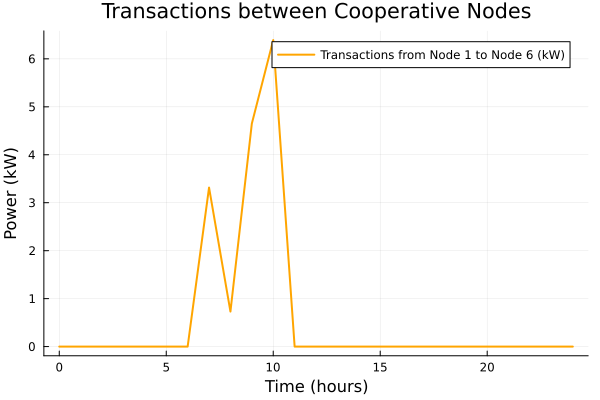 Transactions between Cooperative Nodes
Transactions from Node 1 to Node 6 (kW)
Power (kW)
6
5
4
3
2
1
0
0 5 10 15 20
Time (hours)